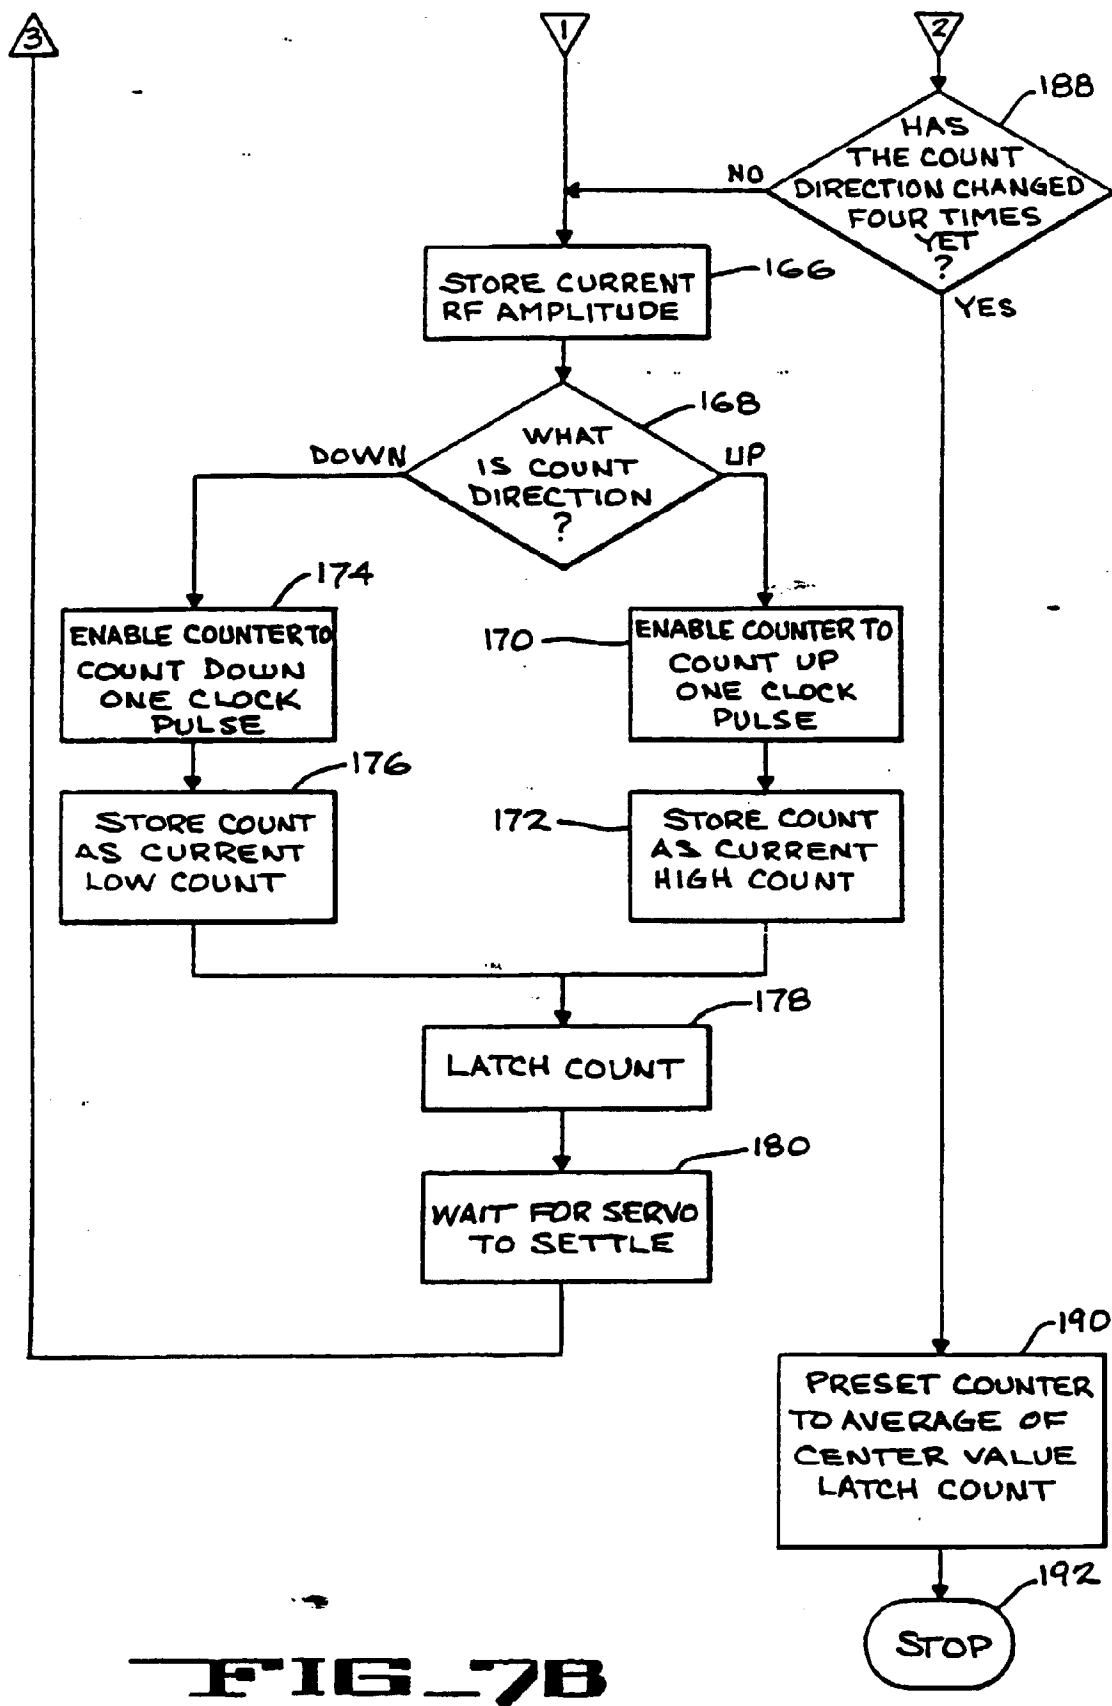 3
1
2
188
HAS
THE COUNT
DIRECTION CHANGED
FOUR TIMES
YET
?
NO
YES
166
STORE CURRENT
RF AMPLITUDE
168
WHAT
IS COUNT
DIRECTION
?
DOWN
UP
174
ENABLE COUNTER TO
COUNT DOWN
ONE CLOCK
PULSE
170
ENABLE COUNTER TO
COUNT UP
ONE CLOCK
PULSE
176
STORE COUNT
AS CURRENT
LOW COUNT
172
STORE COUNT
AS CURRENT
HIGH COUNT
178
LATCH COUNT
180
WAIT FOR SERVO
TO SETTLE
190
PRESET COUNTER
TO AVERAGE OF
CENTER VALUE
LATCH COUNT
192
STOP
FIG_7B